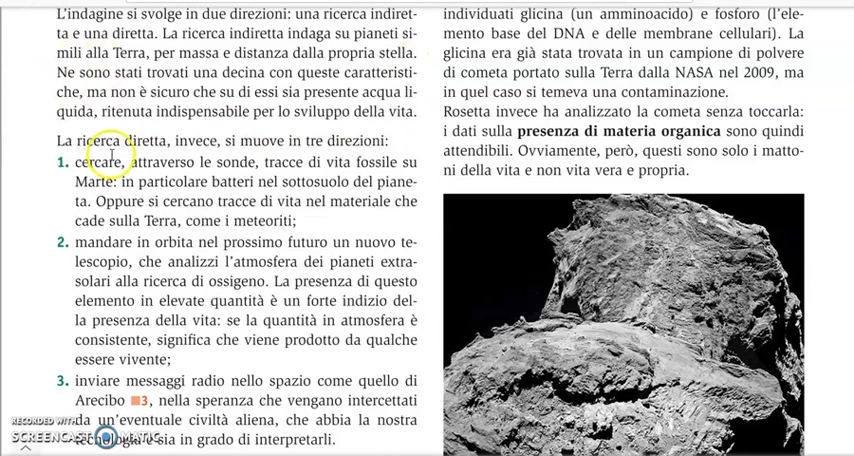 L'indagine si svolge in due direzioni: una ricerca indiret-
ta e una diretta. La ricerca indiretta indaga su pianeti si-
mili alla Terra, per massa e distanza dalla propria stella.
Ne sono stati trovati una decina con queste caratteristi-
che, ma non è sicuro che su di essi sia presente acqua li-
quida, ritenuta indispensabile per lo sviluppo della vita.
La ricerca diretta, invece, si muove in tre direzioni:
1. cercare, attraverso le sonde, tracce di vita fossile su
Marte: in particolare batteri nel sottosuolo del piane-
ta. Oppure si cercano tracce di vita nel materiale che
cade sulla Terra, come i meteoriti;
2. mandare in orbita nel prossimo futuro un nuovo te-
lescopio, che analizzi l'atmosfera dei pianeti extra-
solari alla ricerca di ossigeno. La presenza di questo
elemento in elevate quantità è un forte indizio del-
la presenza della vita: se la quantità in atmosfera è
consistente, significa che viene prodotto da qualche
essere vivente;
3. inviare messaggi radio nello spazio come quello di
Arecibo 3, nella speranza che vengano intercettati
da un'eventuale civiltà aliena, che abbia la nostra
tecnologia e sia in grado di interpretarli.
individuati glicina (un amminoacido) e fosforo (l'ele-
mento base del DNA e delle membrane cellulari). La
glicina era già stata trovata in un campione di polvere
di cometa portato sulla Terra dalla NASA nel 2009, ma
in quel caso si temeva una contaminazione.
Rosetta invece ha analizzato la cometa senza toccarla:
i dati sulla presenza di materia organica sono quindi
attendibili. Ovviamente, però, questi sono solo i matto-
ni della vita e non vita vera e propria.
RECORDED WITH
SCREENCAST MATIC